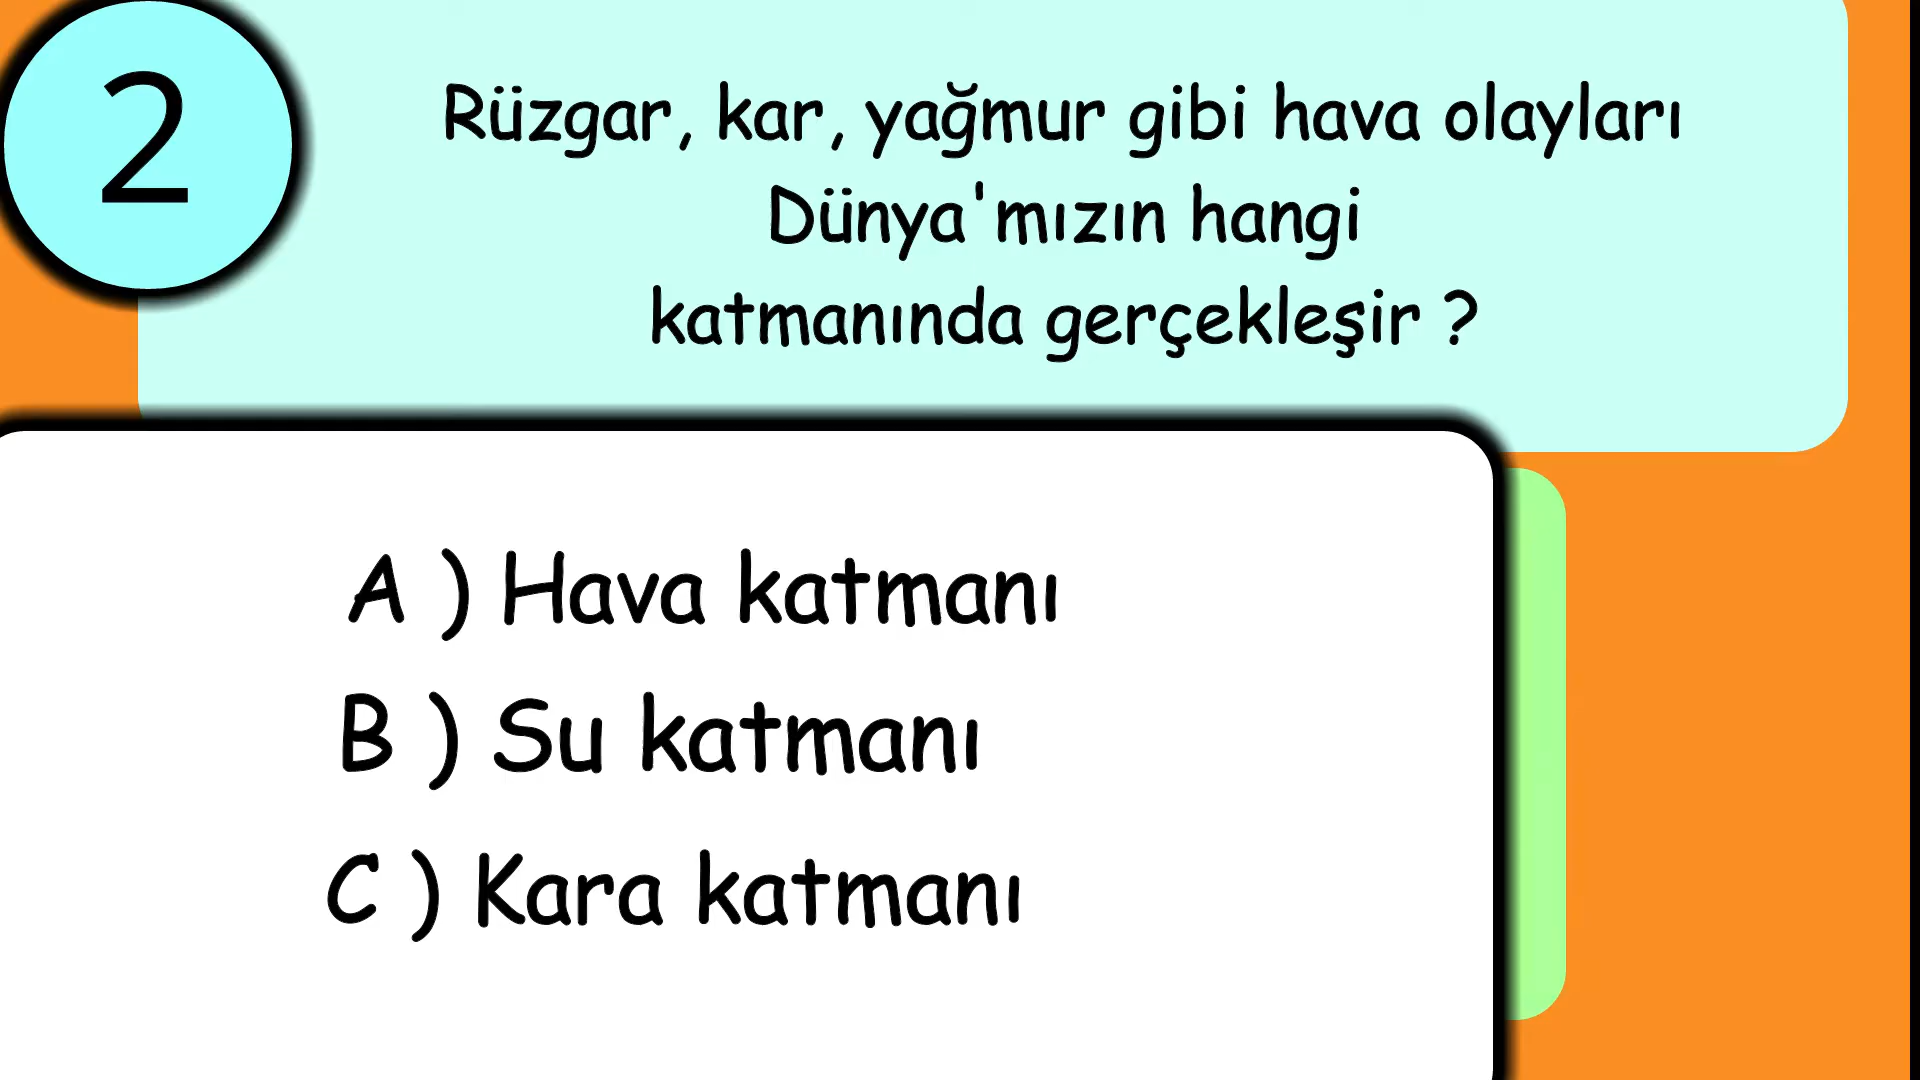 2
Rüzgar, kar, yağmur gibi hava olayları
Dünya'mızın hangi
katmanında gerçekleşir ?
A ) Hava katmanı
B ) Su katmanı
C ) Kara katmanı